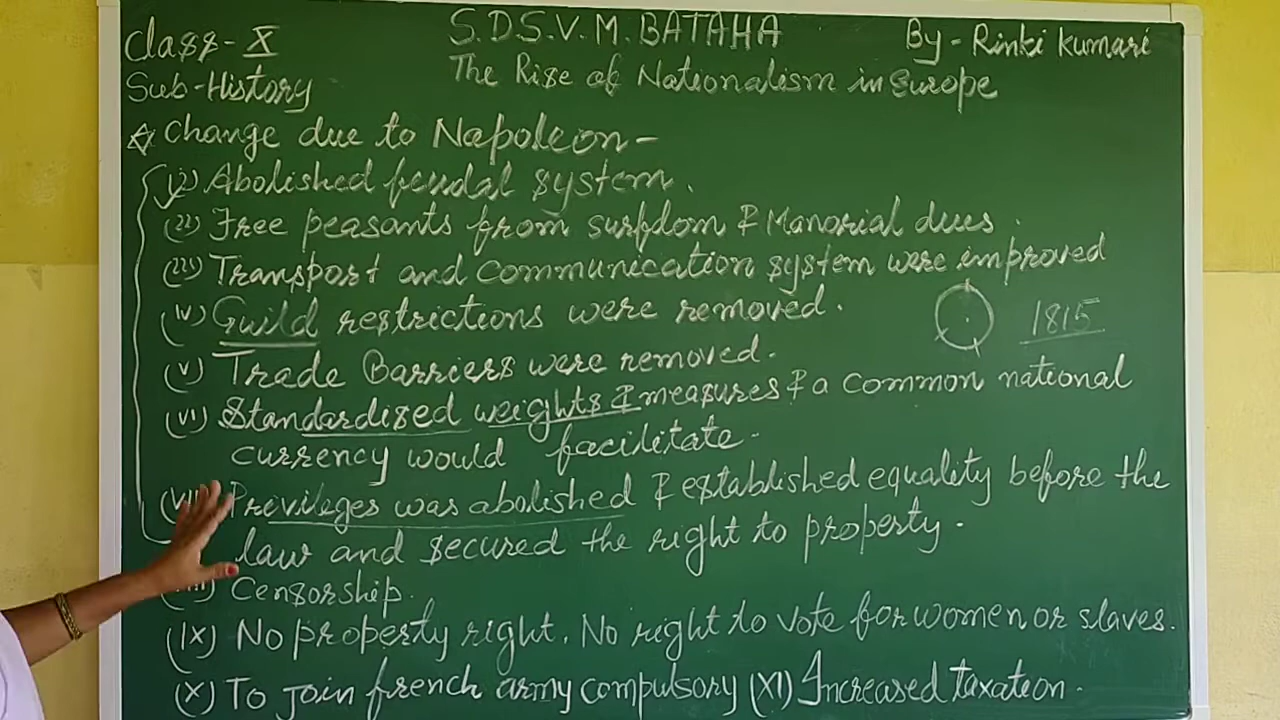 Class-X
S.D.S.V.M. BATAHA
By - Rinki Kumari
Sub-History
The Rise of Nationalism in Europe
Change due to Napoleon -
(i) Abolished feudal system.
(ii) Free peasants from surfdom & Manorial dues.
(iii) Transport and communication system were improved
(iv) Guild restrictions were removed.
1815
(v) Trade Barriers were removed.
(vi) Standardised weights & measures & a common national
currency would facilitate.
Privileges was abolished & established equality before the
law and secured the right to property.
Censorship.
(ix) No property right. No right to vote for women or slaves.
(x) To join french army compulsory (xi) Increased taxation.